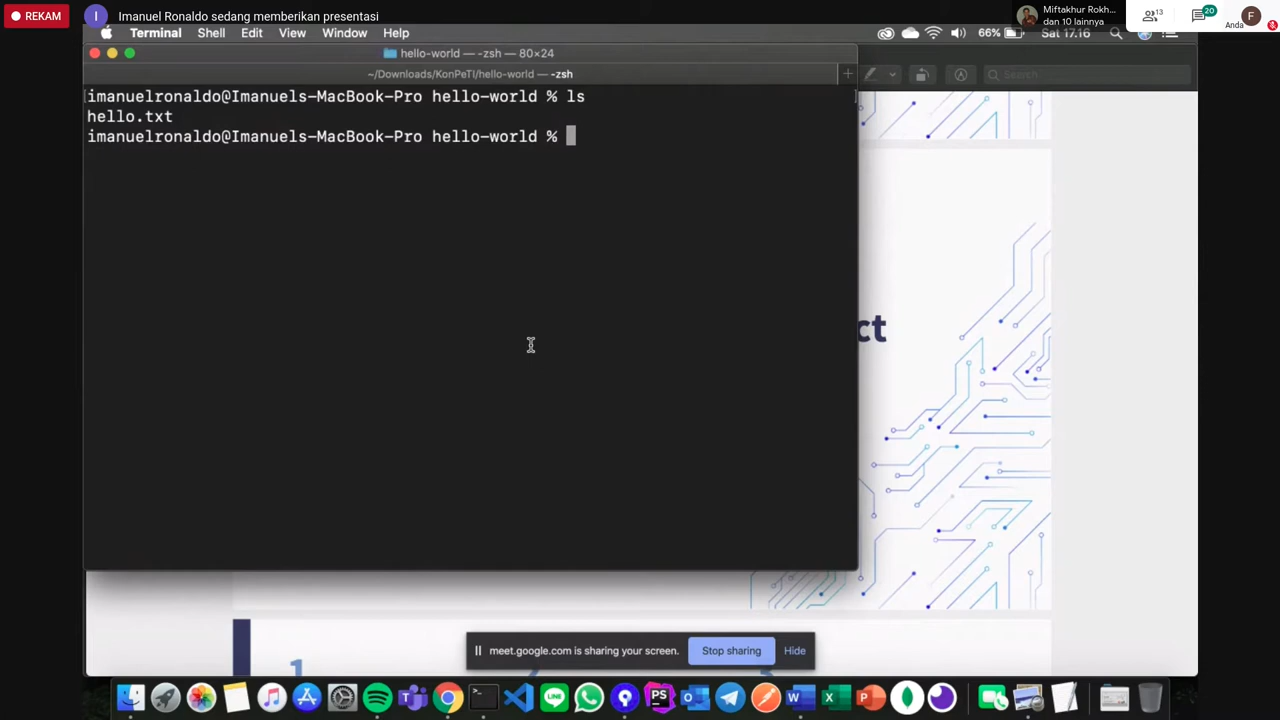 REKAM
I
Imanuel Ronaldo sedang memberikan presentasi
Miftakhur Rokh...
dan 10 lainnya
13
20
F
Anda
Terminal Shell Edit View Window Help
66% Sat 17.16
hello-world — -zsh — 80×24
~/Downloads/KonPeTI/hello-world — -zsh
Search
imanuelronaldo@Imanuels-MacBook-Pro hello-world % ls
hello.txt
imanuelronaldo@Imanuels-MacBook-Pro hello-world %
ct
1
meet.google.com is sharing your screen. Stop sharing Hide